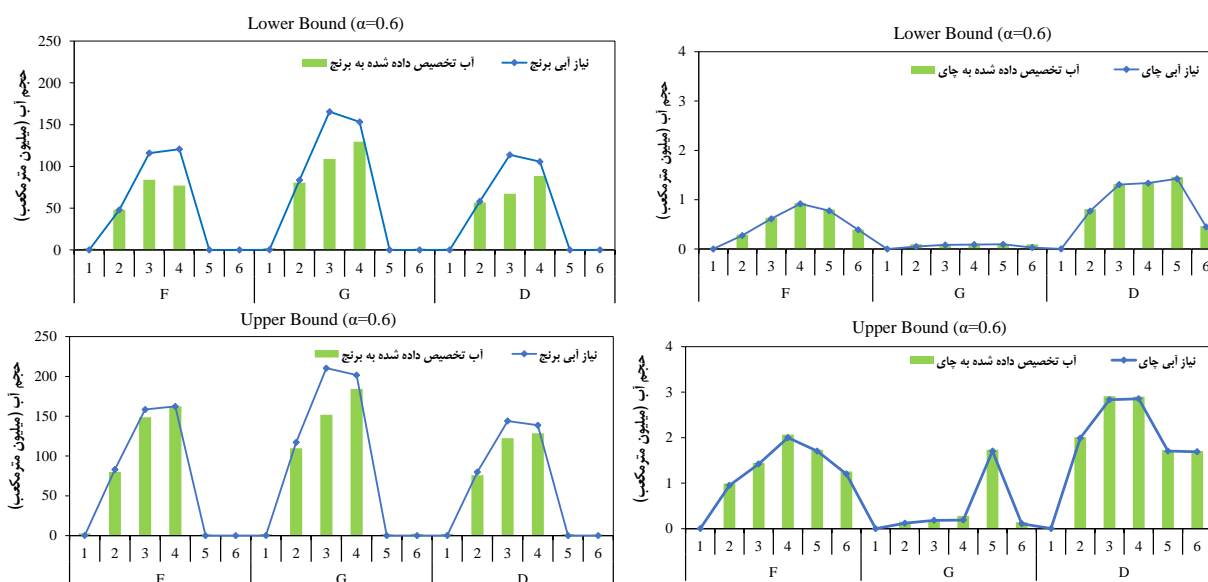 Lower Bound (α=0.6)
250
200
150
100
50
0
حجم آب (میلیون مترمکعب)
آب تخصیص داده شده به برنج
نیاز آبی برنج
1 2 3 4 5 6 1 2 3 4 5 6 1 2 3 4 5 6
F G D
Lower Bound (α=0.6)
4
3
2
1
0
حجم آب (میلیون مترمکعب)
آب تخصیص داده شده به چای
نیاز آبی چای
1 2 3 4 5 6 1 2 3 4 5 6 1 2 3 4 5 6
F G D
Upper Bound (α=0.6)
250
200
150
100
50
0
حجم آب (میلیون مترمکعب)
آب تخصیص داده شده به برنج
نیاز آبی برنج
1 2 3 4 5 6 1 2 3 4 5 6 1 2 3 4 5 6
F G D
Upper Bound (α=0.6)
4
3
2
1
0
حجم آب (میلیون مترمکعب)
آب تخصیص داده شده به چای
نیاز آبی چای
1 2 3 4 5 6 1 2 3 4 5 6 1 2 3 4 5 6
F G D